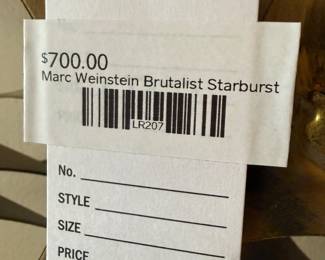 $700.00
Marc Weinstein Brutalist Starburst
LR207
No.
STYLE
SIZE
PRICE